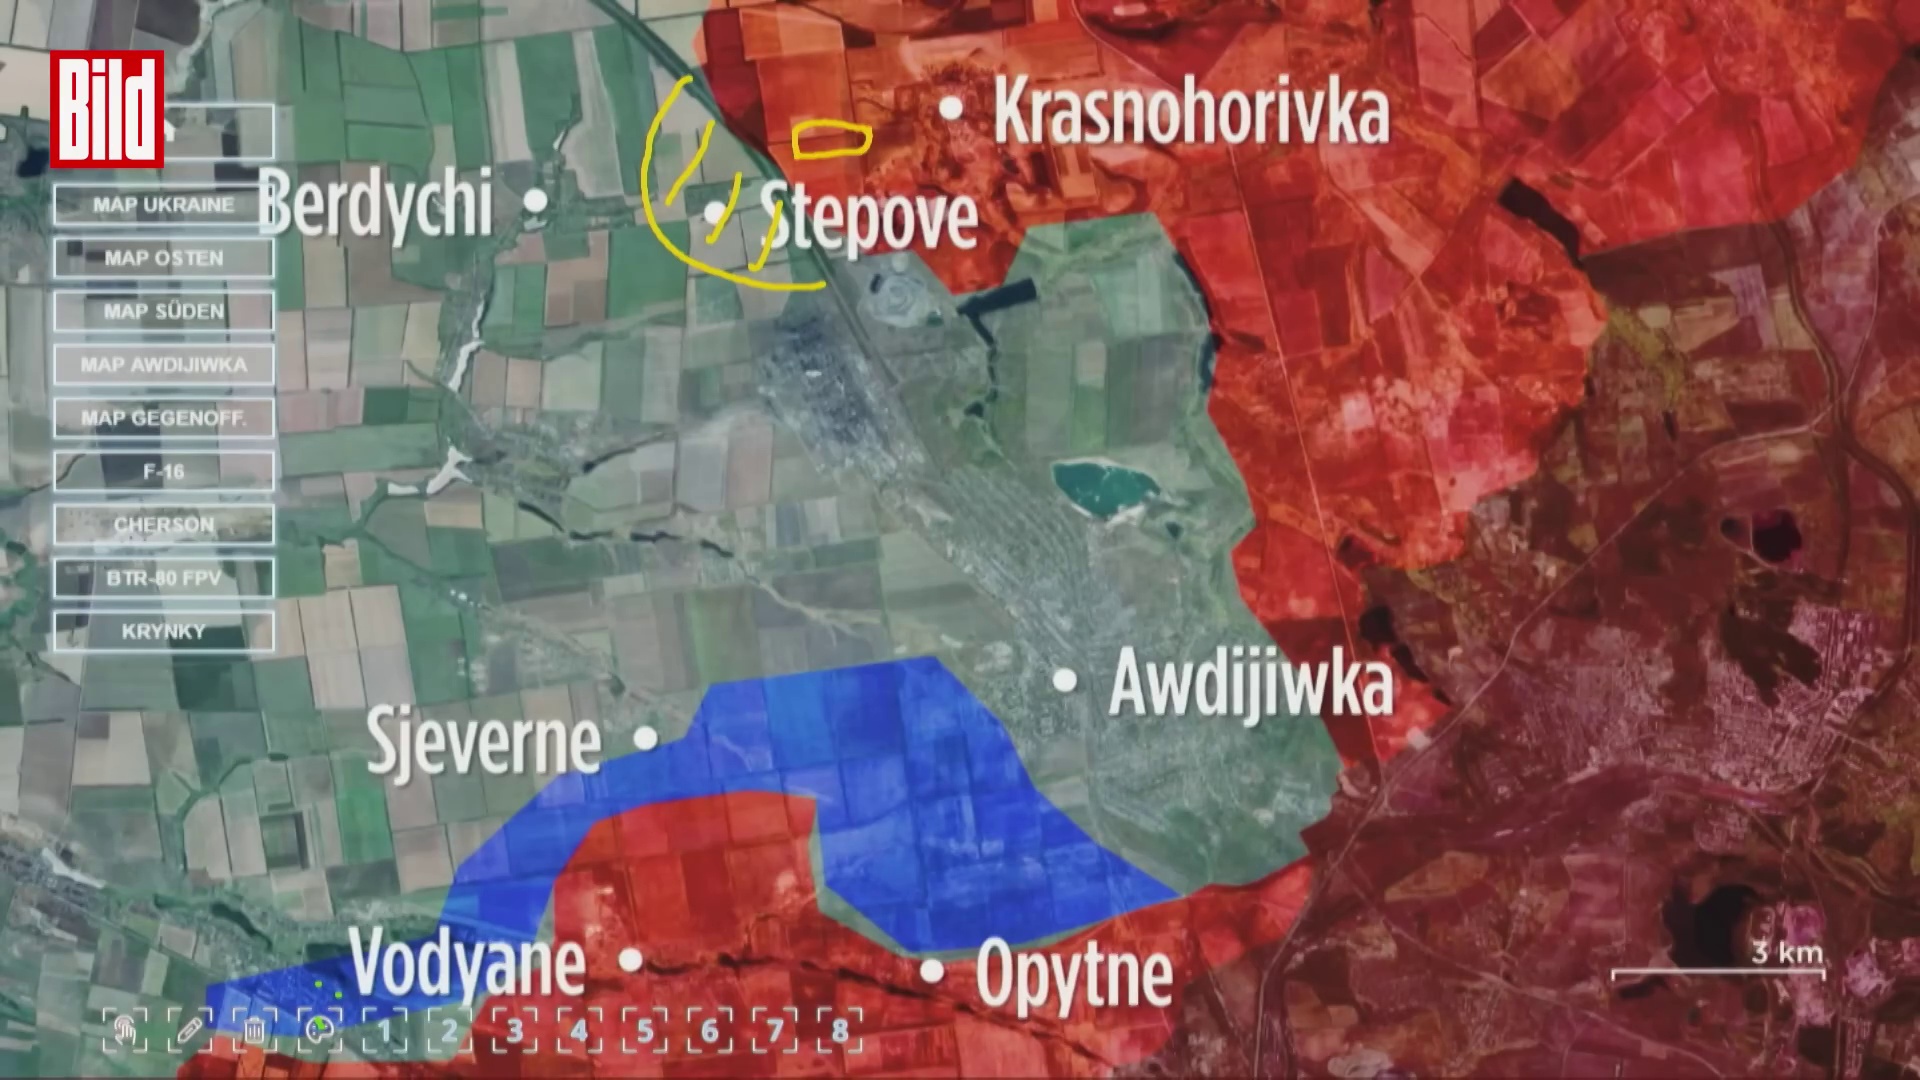 Bild
Krasnohorivka
Berdychi
Stepove
MAP UKRAINE
MAP OSTEN
MAP SÜDEN
MAP AWDIJIWKA
MAP GEGENOFF.
F-16
CHERSON
BTR-80 FPV
KRYNKY
Awdijiwka
Sjeverne
Vodyane
Opytne
3 km
1 2 3 4 5 6 7 8